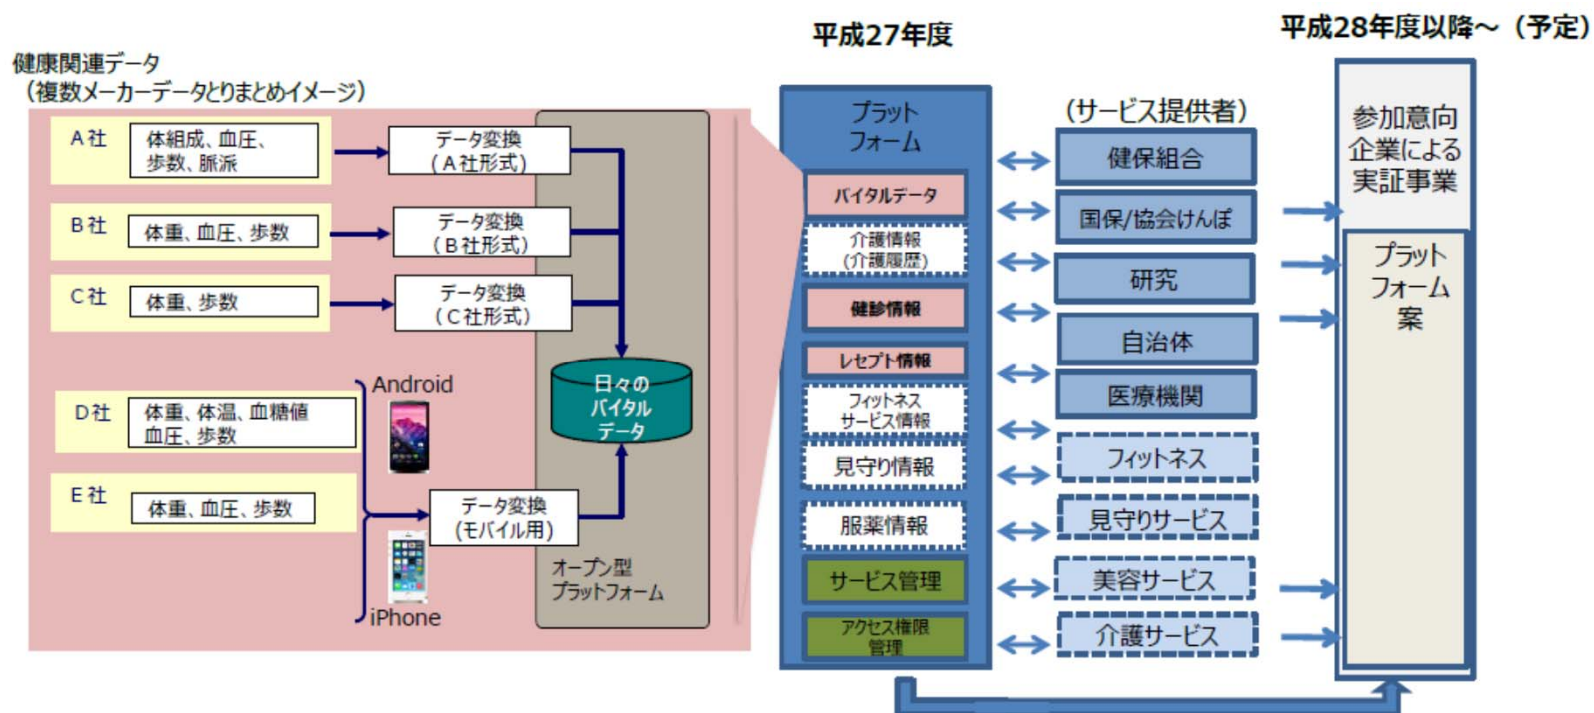 平成27年度
平成28年度以降～（予定）
健康関連データ
（複数メーカーデータとりまとめイメージ）
A社
体組成、血圧、
歩数、脈派
データ変換
(A社形式)
B社
体重、血圧、歩数
データ変換
(B社形式)
C社
体重、歩数
データ変換
(C社形式)
D社
体重、体温、血糖値
血圧、歩数
Android
E社
体重、血圧、歩数
iPhone
データ変換
(モバイル用)
日々の
バイタル
データ
オープン型
プラットフォーム
プラット
フォーム
バイタルデータ
介護情報
(介護履歴)
健診情報
レセプト情報
フィットネス
サービス情報
見守り情報
服薬情報
サービス管理
アクセス権限
管理
(サービス提供者)
健保組合
国保/協会けんぽ
研究
自治体
医療機関
フィットネス
見守りサービス
美容サービス
介護サービス
参加意向
企業による
実証事業
プラット
フォーム
案